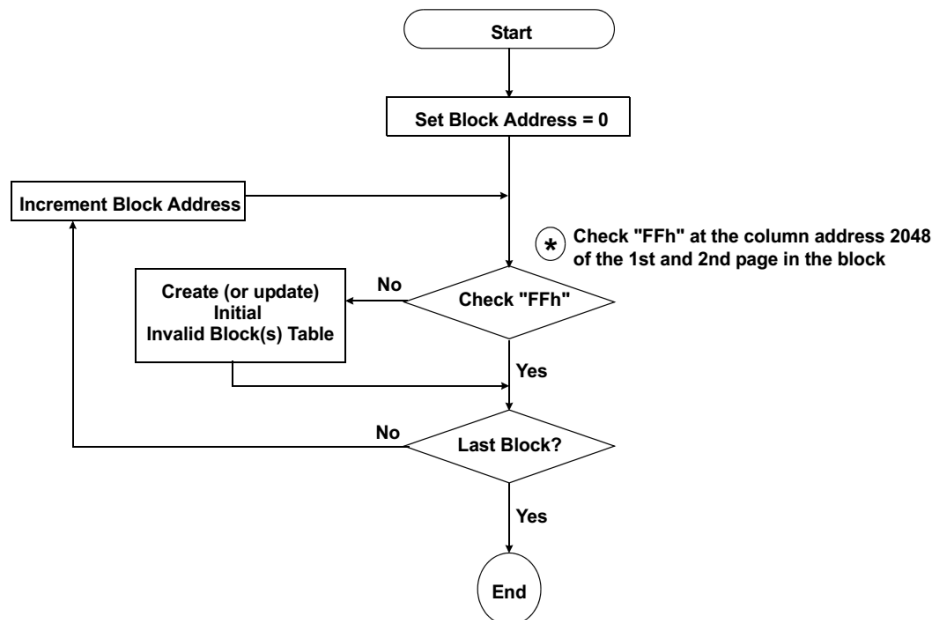 Start
Set Block Address = 0
Increment Block Address
* Check "FFh" at the column address 2048
of the 1st and 2nd page in the block
No
Check "FFh"
Create (or update)
Initial
Invalid Block(s) Table
Yes
No
Last Block?
Yes
End